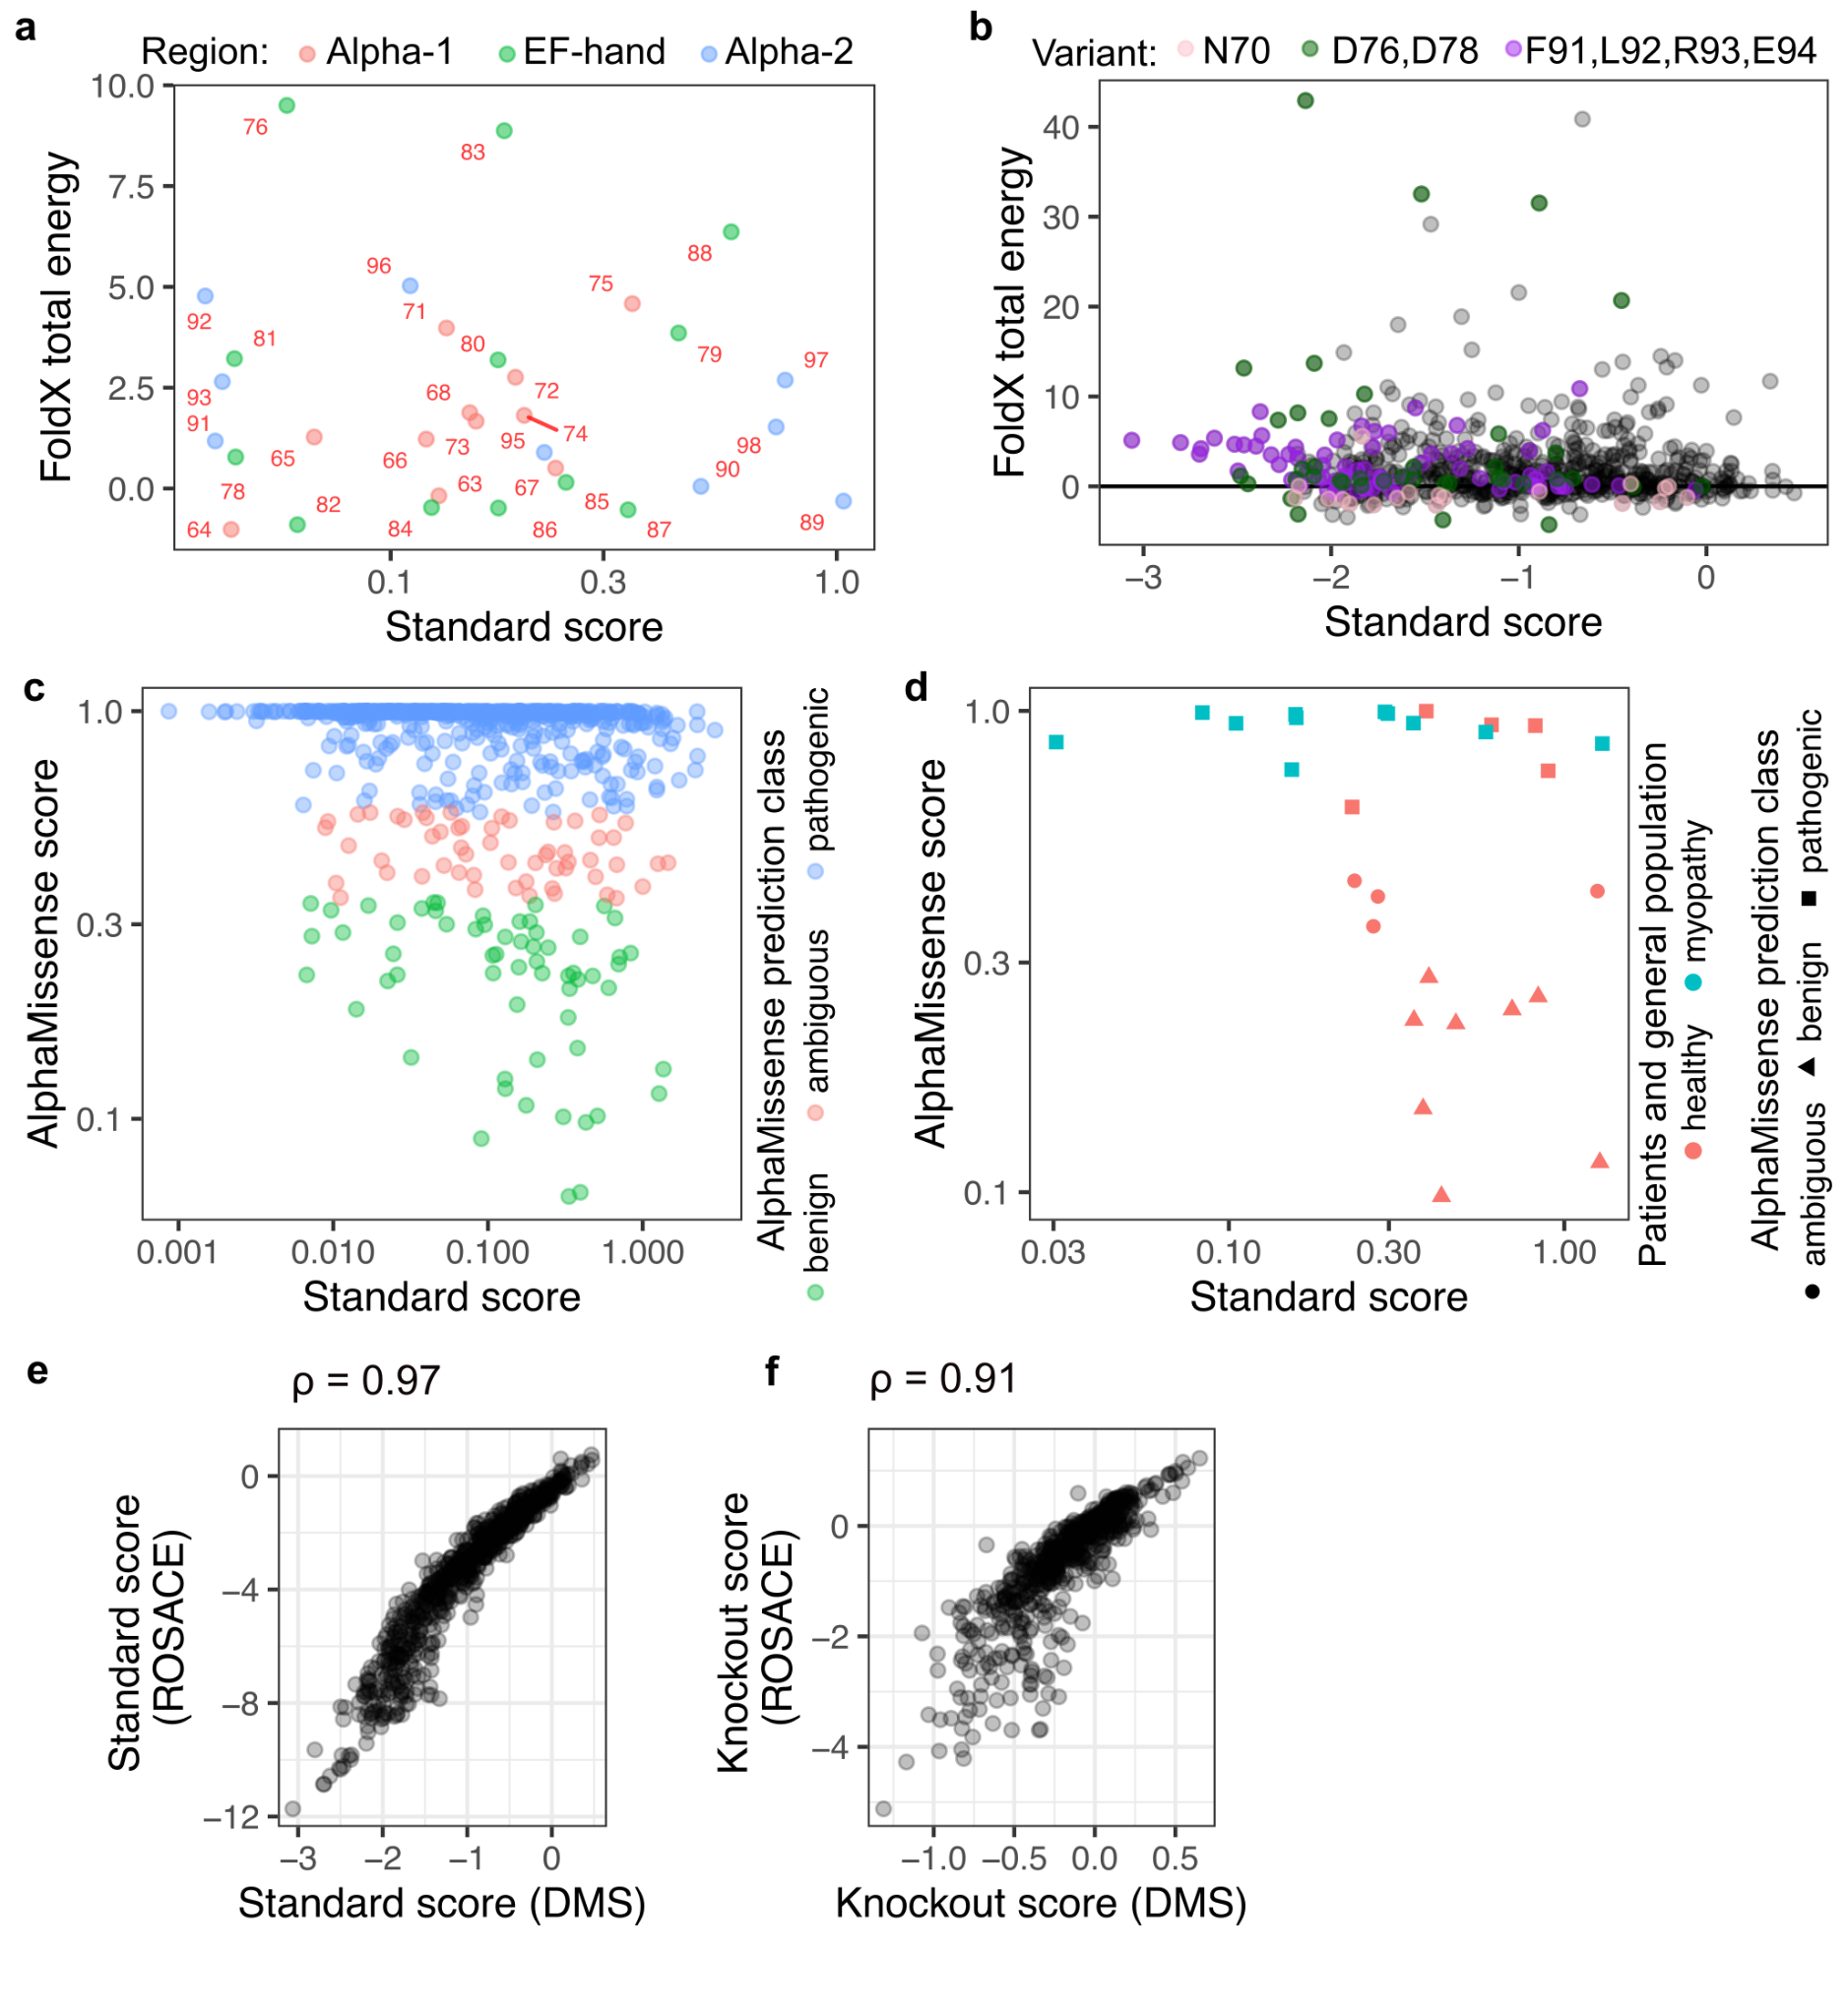 a
Region: Alpha-1 EF-hand Alpha-2
FoldX total energy
10.0
7.5
5.0
2.5
0.0
76
83
88
96
75
92
71
81
80
79
97
93
68
72
91
74
73
95
98
65
66
90
78
63
67
82
85
64
84
86
87
89
0.1 0.3 1.0
Standard score
b
Variant: N70 D76,D78 F91,L92,R93,E94
FoldX total energy
40
30
20
10
0
−3 −2 −1 0
Standard score
c
AlphaMissense score
1.0
0.3
0.1
0.001 0.010 0.100 1.000
Standard score
AlphaMissense prediction class
benign ambiguous pathogenic
d
AlphaMissense score
1.0
0.3
0.1
0.03 0.10 0.30 1.00
Standard score
Patients and general population
healthy myopathy
AlphaMissense prediction class
ambiguous benign pathogenic
e
ρ = 0.97
Standard score
(ROSACE)
0
−4
−8
−12
−3 −2 −1 0
Standard score (DMS)
f
ρ = 0.91
Knockout score
(ROSACE)
0
−2
−4
−1.0 −0.5 0.0 0.5
Knockout score (DMS)